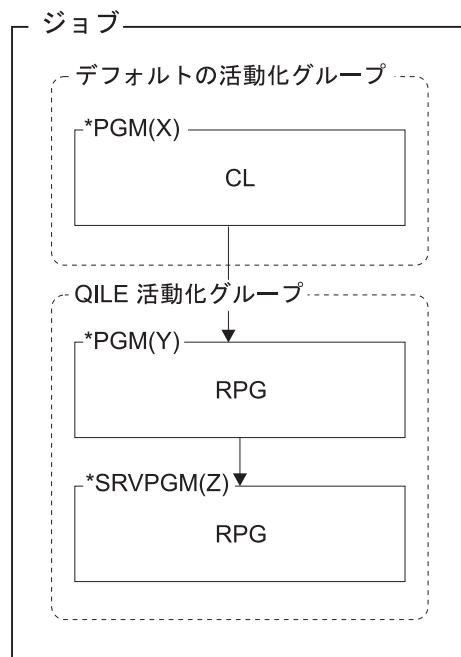 ジョブ
デフォルトの活動化グループ
*PGM(X)
CL
QILE 活動化グループ
*PGM(Y)
RPG
*SRVPGM(Z)
RPG